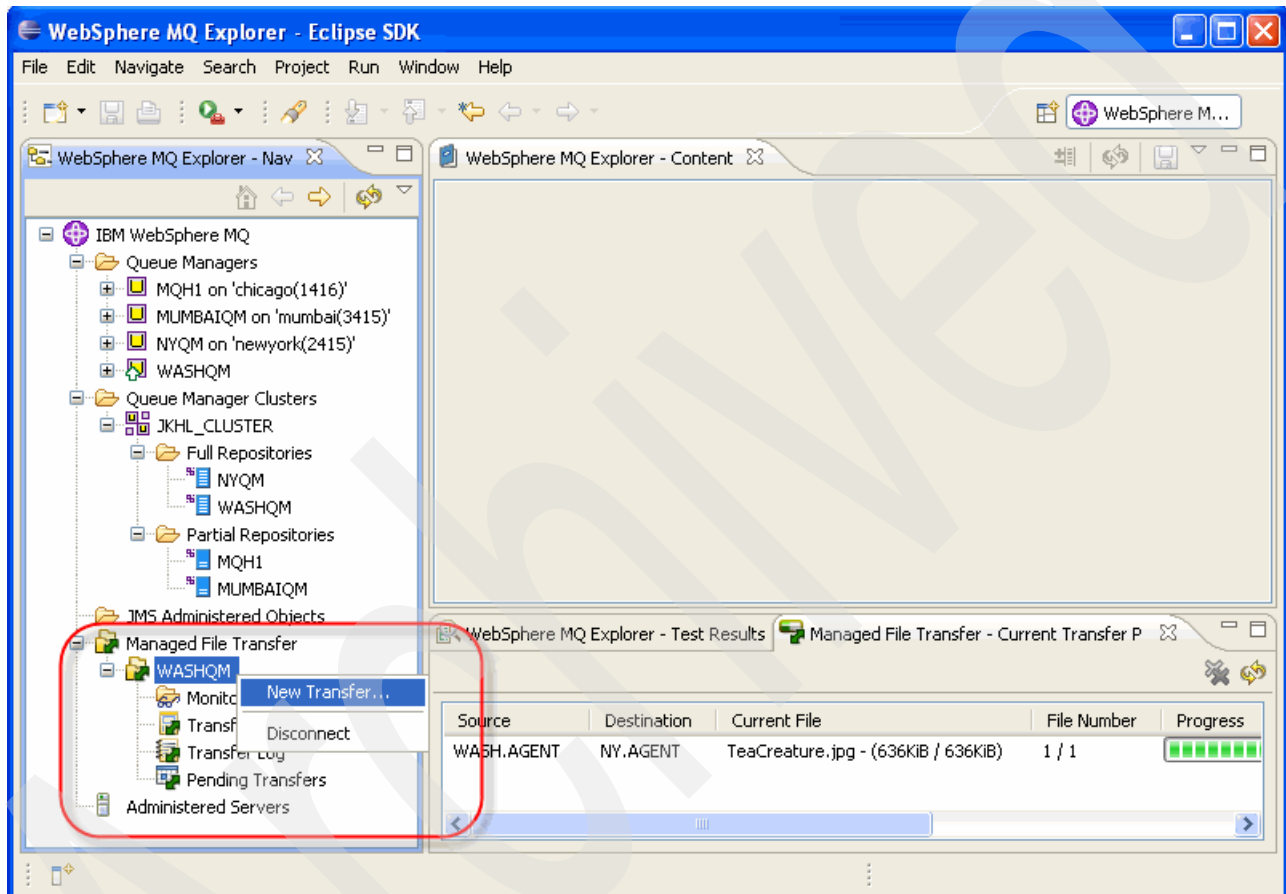 WebSphere MQ Explorer - Eclipse SDK
File Edit Navigate Search Project Run Window Help
WebSphere M...
WebSphere MQ Explorer - Nav
WebSphere MQ Explorer - Content
IBM WebSphere MQ
Queue Managers
MQH1 on 'chicago(1416)'
MUMBAIQM on 'mumbai(3415)'
NYQM on 'newyork(2415)'
WASHQM
Queue Manager Clusters
JKHL_CLUSTER
Full Repositories
NYQM
WASHQM
Partial Repositories
MQH1
MUMBAIQM
JMS Administered Objects
Managed File Transfer
WASHQM
Monito
New Transfer...
Transf
Disconnect
Transfer Log
Pending Transfers
Administered Servers
WebSphere MQ Explorer - Test Results
Managed File Transfer - Current Transfer P
Source Destination Current File File Number Progress
WASH.AGENT NY.AGENT TeaCreature.jpg - (636KiB / 636KiB) 1 / 1